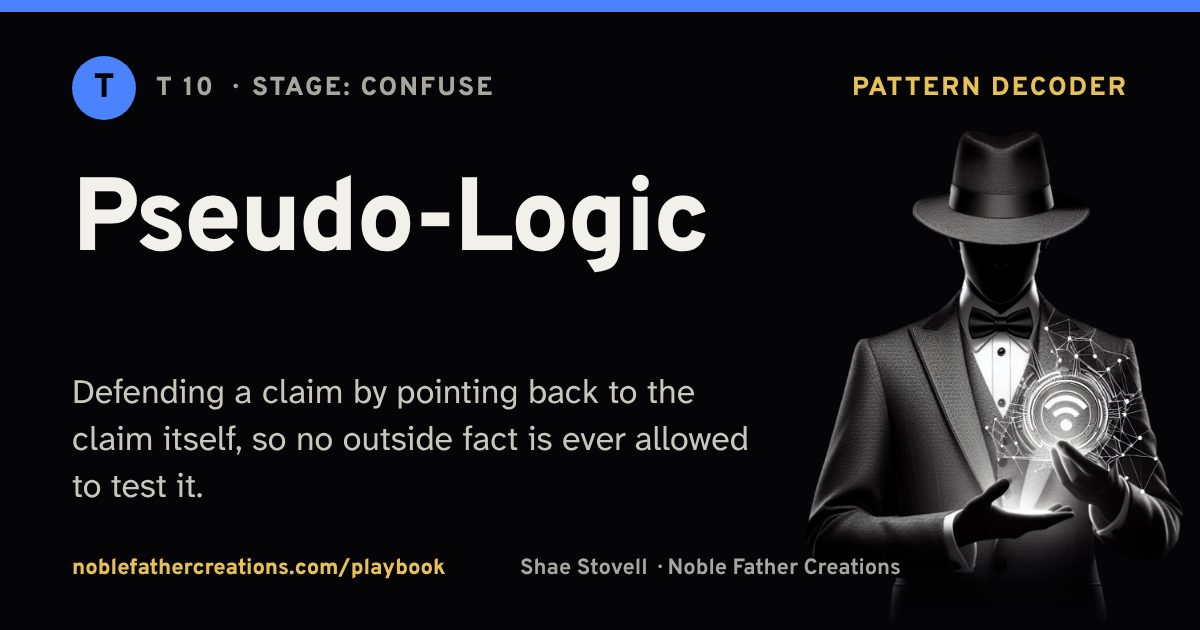 T
T 10 · STAGE: CONFUSE
PATTERN DECODER
Pseudo-Logic
Defending a claim by pointing back to the
claim itself, so no outside fact is ever allowed
to test it.
noblefathercreations.com/playbook
Shae Stovell · Noble Father Creations